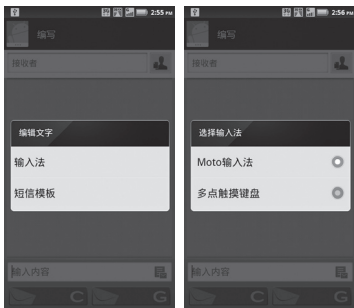 2:55 PM
编写
接收者
编辑文字
输入法
短信模板
输入内容
C
G
2:56 PM
编写
接收者
选择输入法
Moto输入法
多点触摸键盘
输入内容
C
G